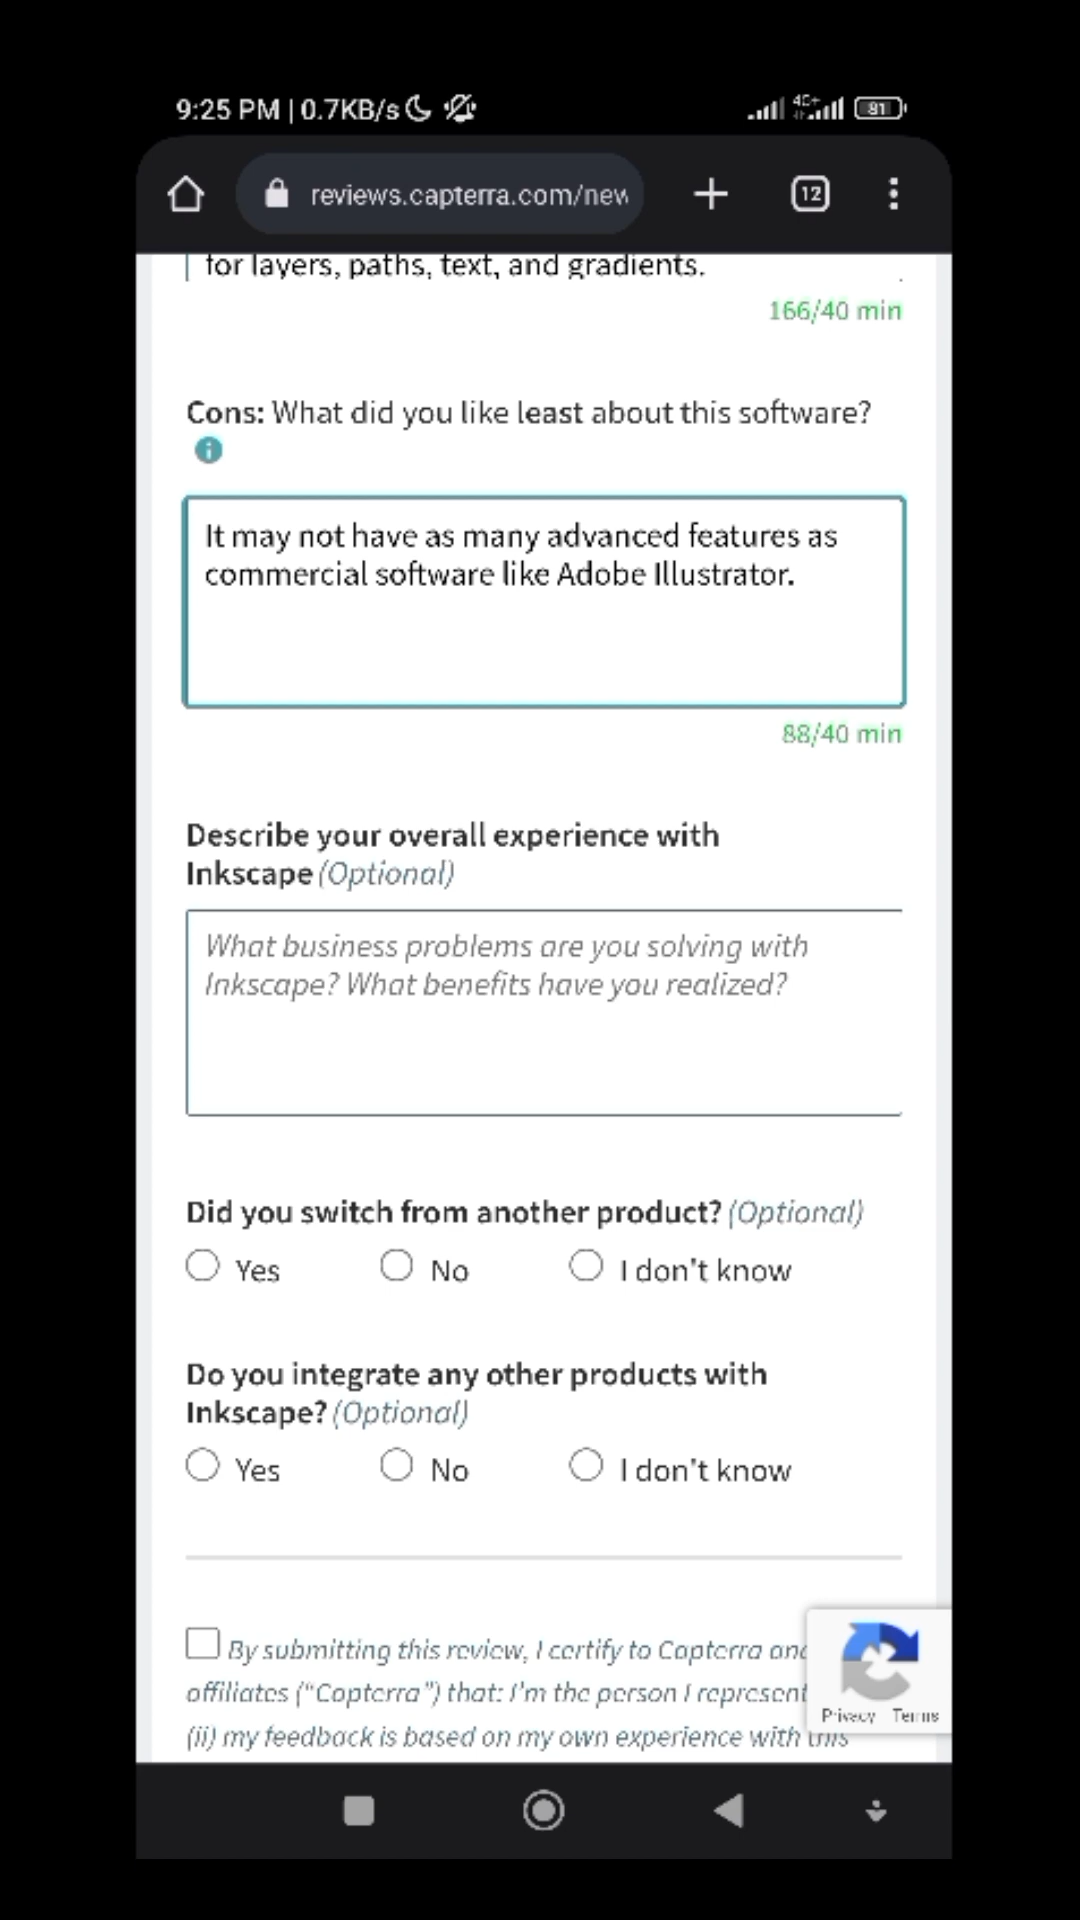 9:25 PM | 0.7KB/s
4G+
81
reviews.capterra.com/new
12
for layers, paths, text, and gradients.
166/40 min
Cons: What did you like least about this software?
It may not have as many advanced features as
commercial software like Adobe Illustrator.
88/40 min
Describe your overall experience with
Inkscape (Optional)
What business problems are you solving with
Inkscape? What benefits have you realized?
Did you switch from another product? (Optional)
Yes No I don't know
Do you integrate any other products with
Inkscape? (Optional)
Yes No I don't know
By submitting this review, I certify to Capterra and
affiliates (“Capterra”) that: I'm the person I represent
(ii) my feedback is based on my own experience with this
Privacy Terms